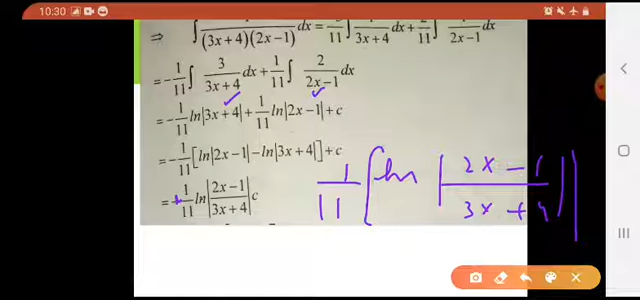 10:30
⇒ ∫ 1/(3x+4)(2x−1) dx = /11 ∫ 1/3x+4 dx + 2/11 ∫ 1/2x−1 dx
= −1/11 ∫ 3/3x+4 dx + 1/11 ∫ 2/2x−1 dx
= −1/11 ln|3x+4| + 1/11 ln|2x−1| + c
= −1/11 [ln|2x−1| − ln|3x+4|] + c
= +1/11 ln|2x−1/3x+4| c
1/11 [ln |2x − 1/3x + 4|